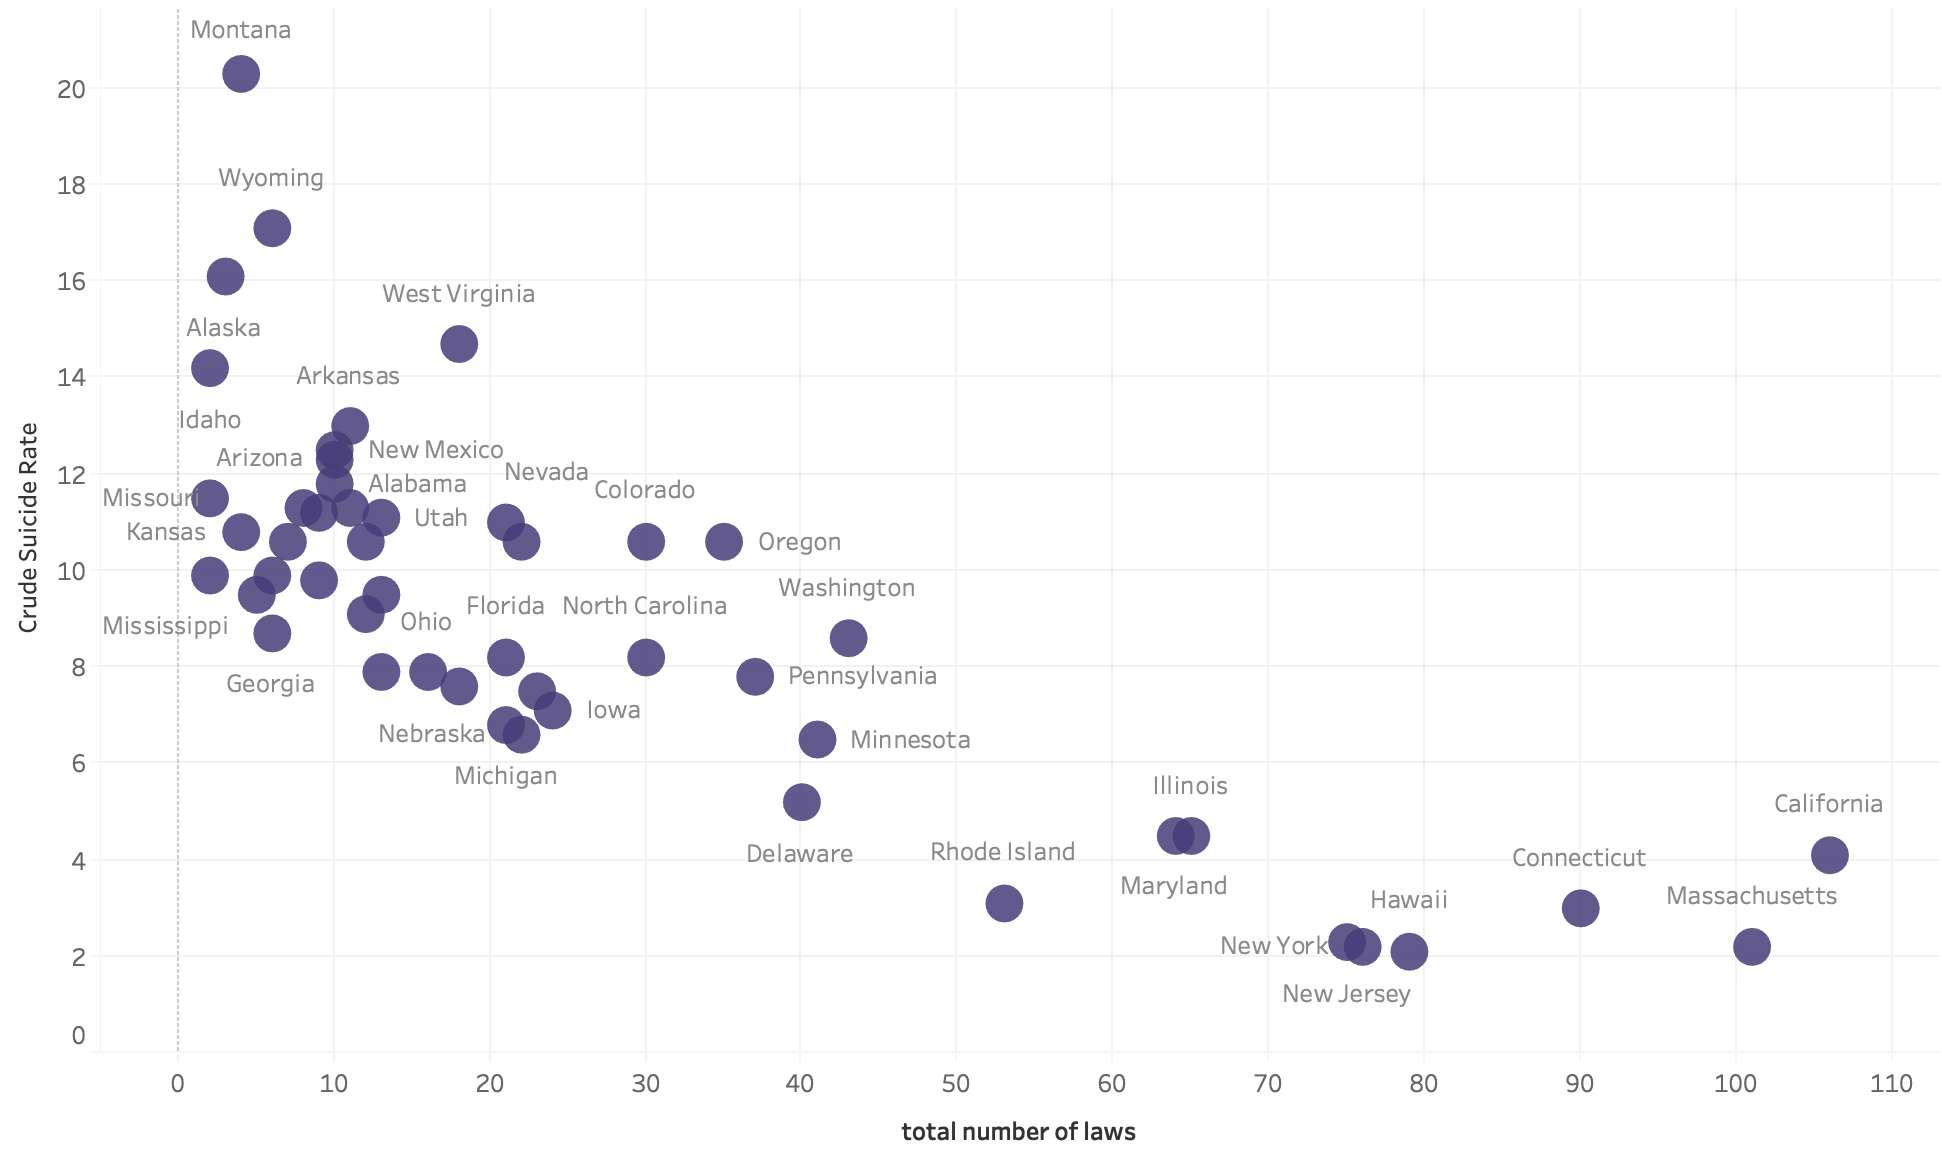 Montana
20
Wyoming
18
16
West Virginia
Alaska
14
Arkansas
Idaho
Arizona
New Mexico
12
Nevada
Alabama
Colorado
Missouri
Utah
Kansas
Oregon
10
Washington
Florida
North Carolina
Ohio
Mississippi
8
Pennsylvania
Georgia
Iowa
Nebraska
Minnesota
6
Michigan
Illinois
California
Delaware
Rhode Island
4
Connecticut
Maryland
Massachusetts
Hawaii
New York
2
New Jersey
0
Crude Suicide Rate
0 10 20 30 40 50 60 70 80 90 100 110
total number of laws